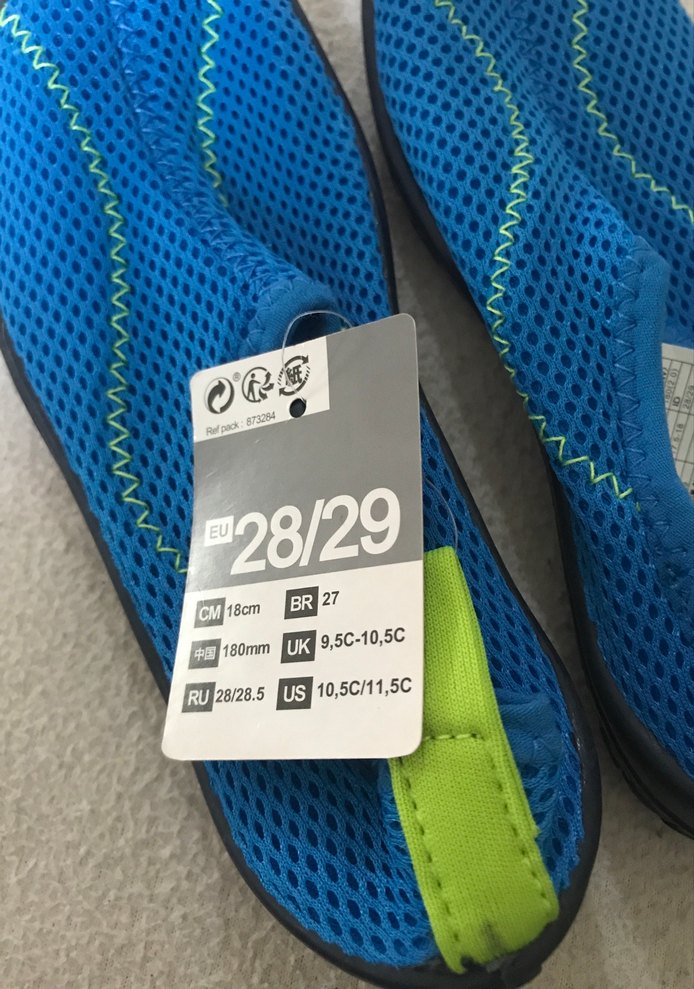 ®
紙
Ref pack : 873284
EU 28/29
CM 18cm BR 27
中国 180mm UK 9,5C-10,5C
RU 28/28.5 US 10,5C/11,5C